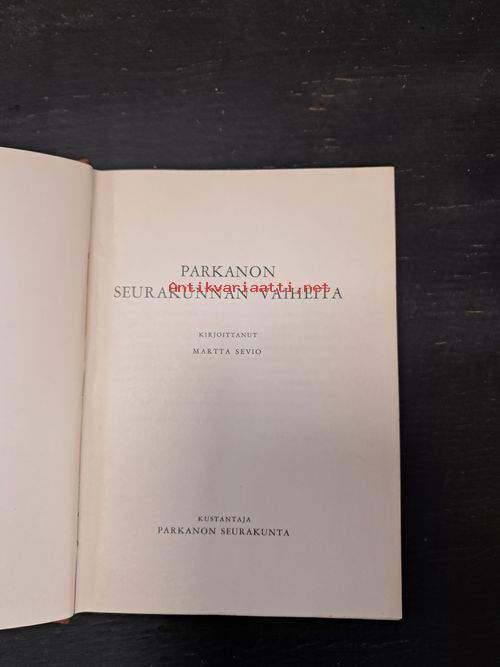 PARKANON
Antikvariaatti.net
SEURAKUNNAN VAIHEITA
KIRJOITTANUT
MARTTA SEVIO
KUSTANTAJA
PARKANON SEURAKUNTA